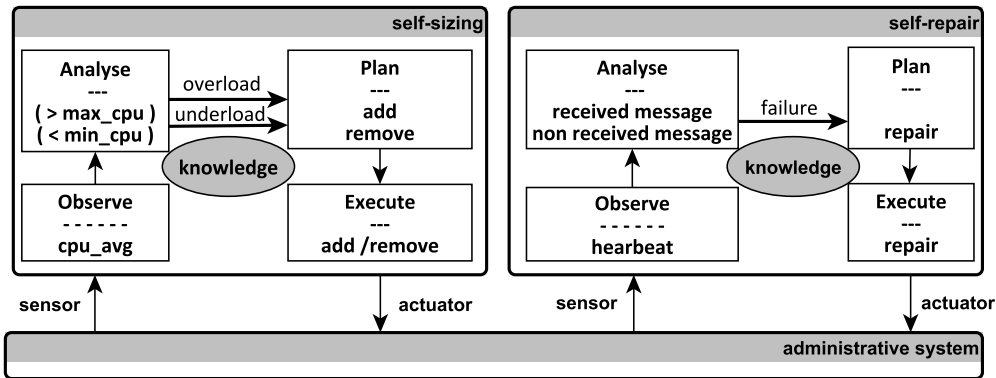 self-sizing
Analyse
---
( > max_cpu )
( < min_cpu )
overload
underload
Plan
---
add
remove
knowledge
Observe
- - - - - -
cpu_avg
Execute
---
add /remove
sensor
actuator
self-repair
Analyse
---
received message
non received message
failure
Plan
---
repair
knowledge
Observe
- - - - - -
hearbeat
Execute
---
repair
sensor
actuator
administrative system